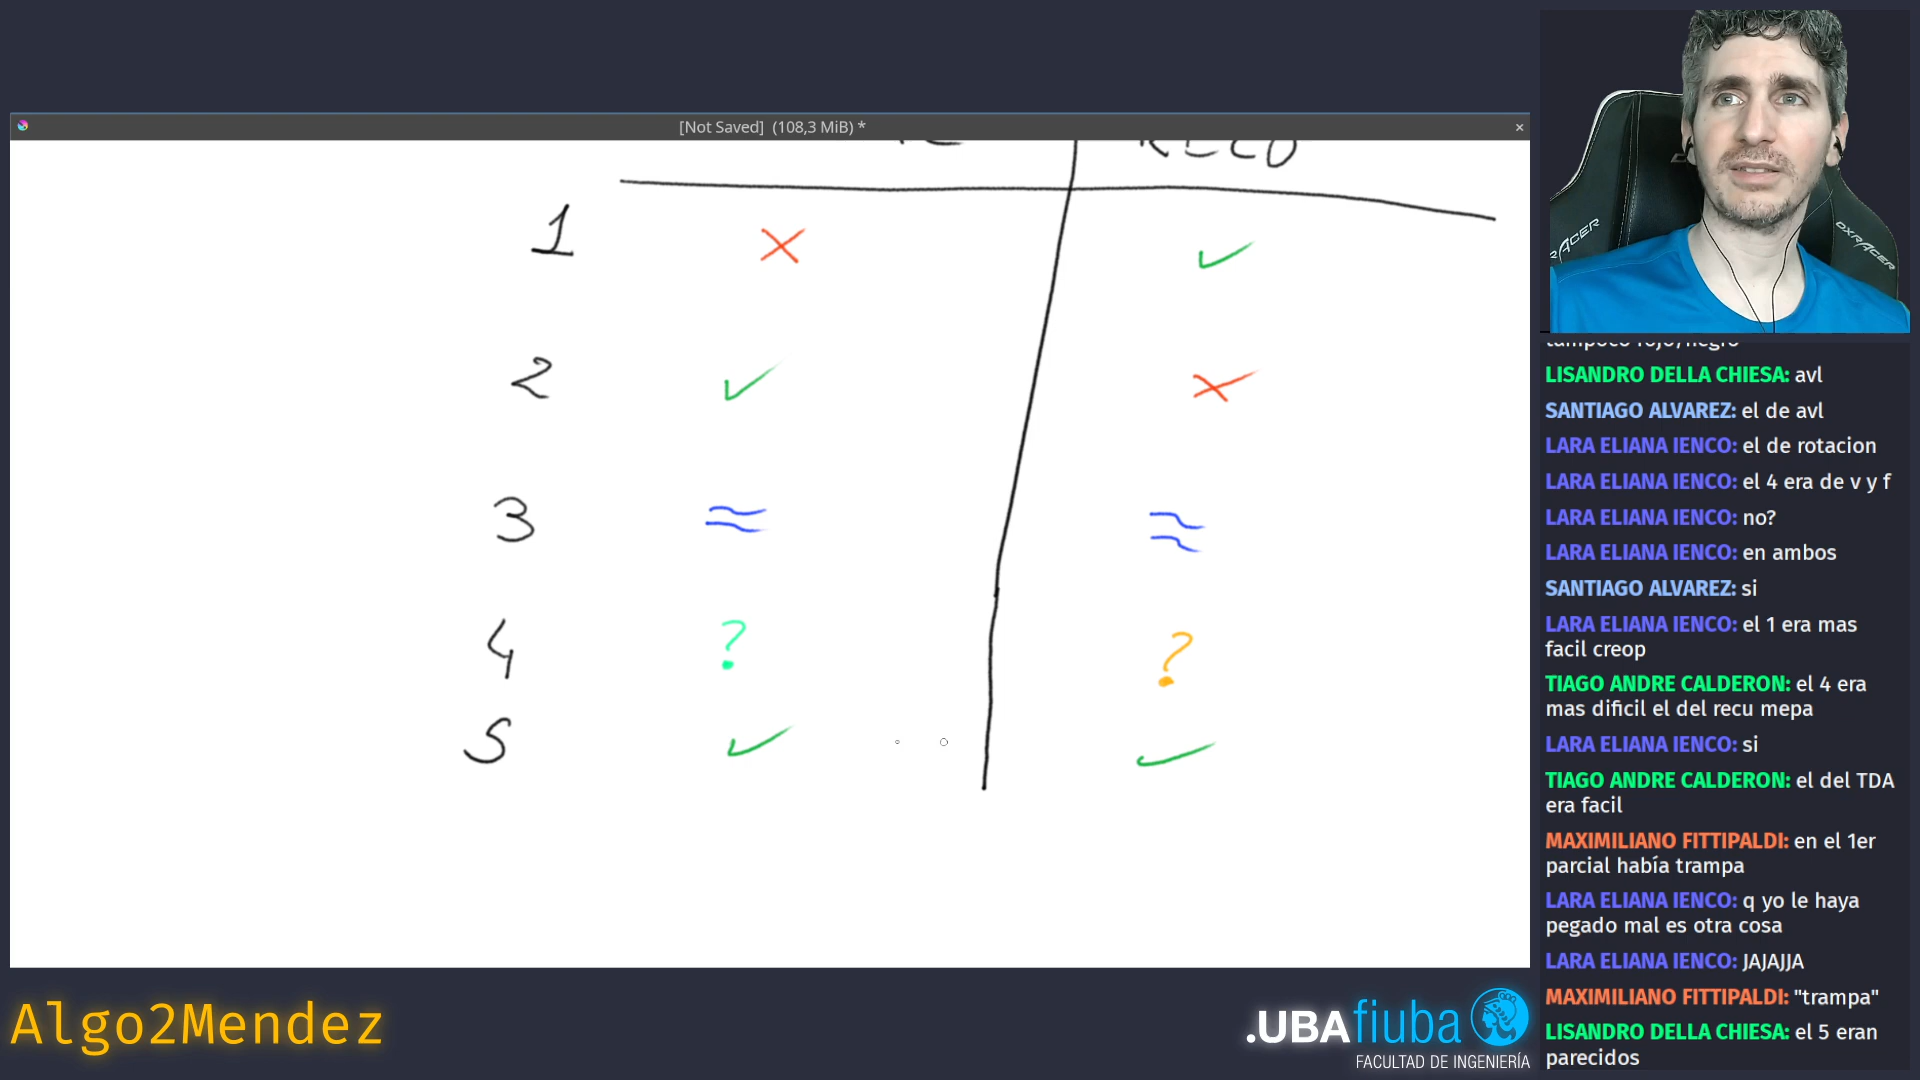 [Not Saved] (108,3 MiB) *
×
RECU
1
2
3
4 ? ?
5
DXRACER
tampoco rojo/negro
LISANDRO DELLA CHIESA: avl
SANTIAGO ALVAREZ: el de avl
LARA ELIANA IENCO: el de rotacion
LARA ELIANA IENCO: el 4 era de v y f
LARA ELIANA IENCO: no?
LARA ELIANA IENCO: en ambos
SANTIAGO ALVAREZ: si
LARA ELIANA IENCO: el 1 era mas
facil creop
TIAGO ANDRE CALDERON: el 4 era
mas dificil el del recu mepa
LARA ELIANA IENCO: si
TIAGO ANDRE CALDERON: el del TDA
era facil
MAXIMILIANO FITTIPALDI: en el 1er
parcial había trampa
LARA ELIANA IENCO: q yo le haya
pegado mal es otra cosa
LARA ELIANA IENCO: JAJAJJA
MAXIMILIANO FITTIPALDI: "trampa"
LISANDRO DELLA CHIESA: el 5 eran
parecidos
Algo2Mendez
.UBAfiuba
FACULTAD DE INGENIERÍA